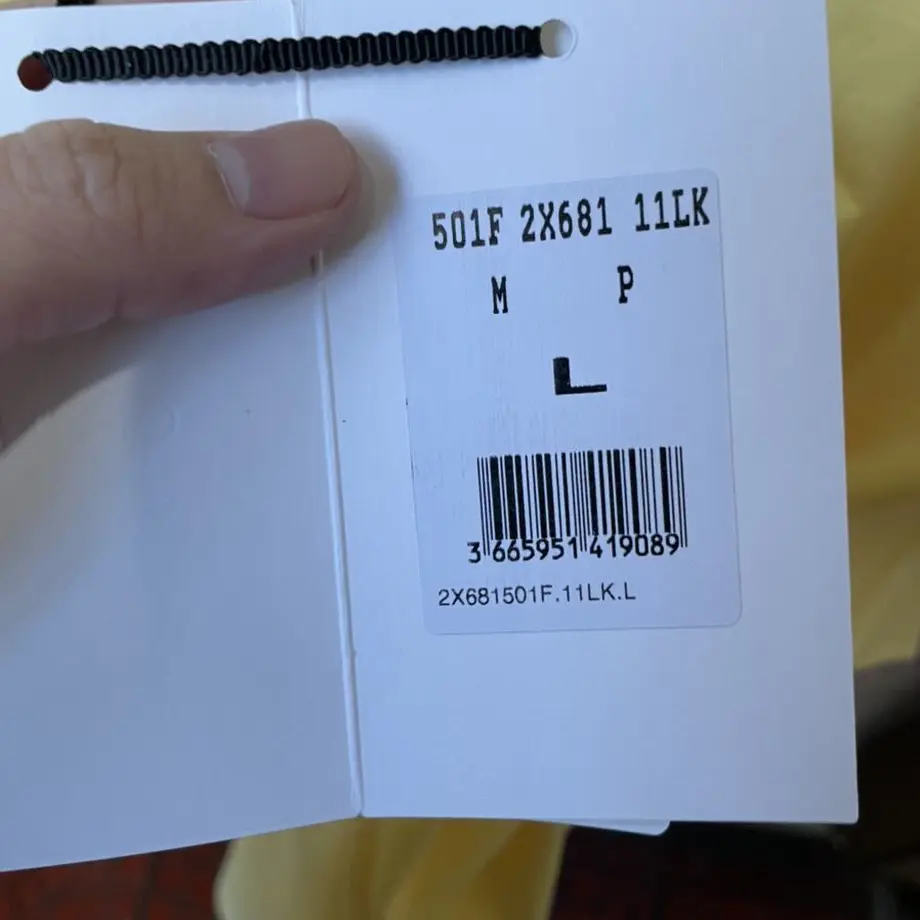 501F 2X681 11LK
M P
L
3 665951 419089
2X681501F.11LK.L